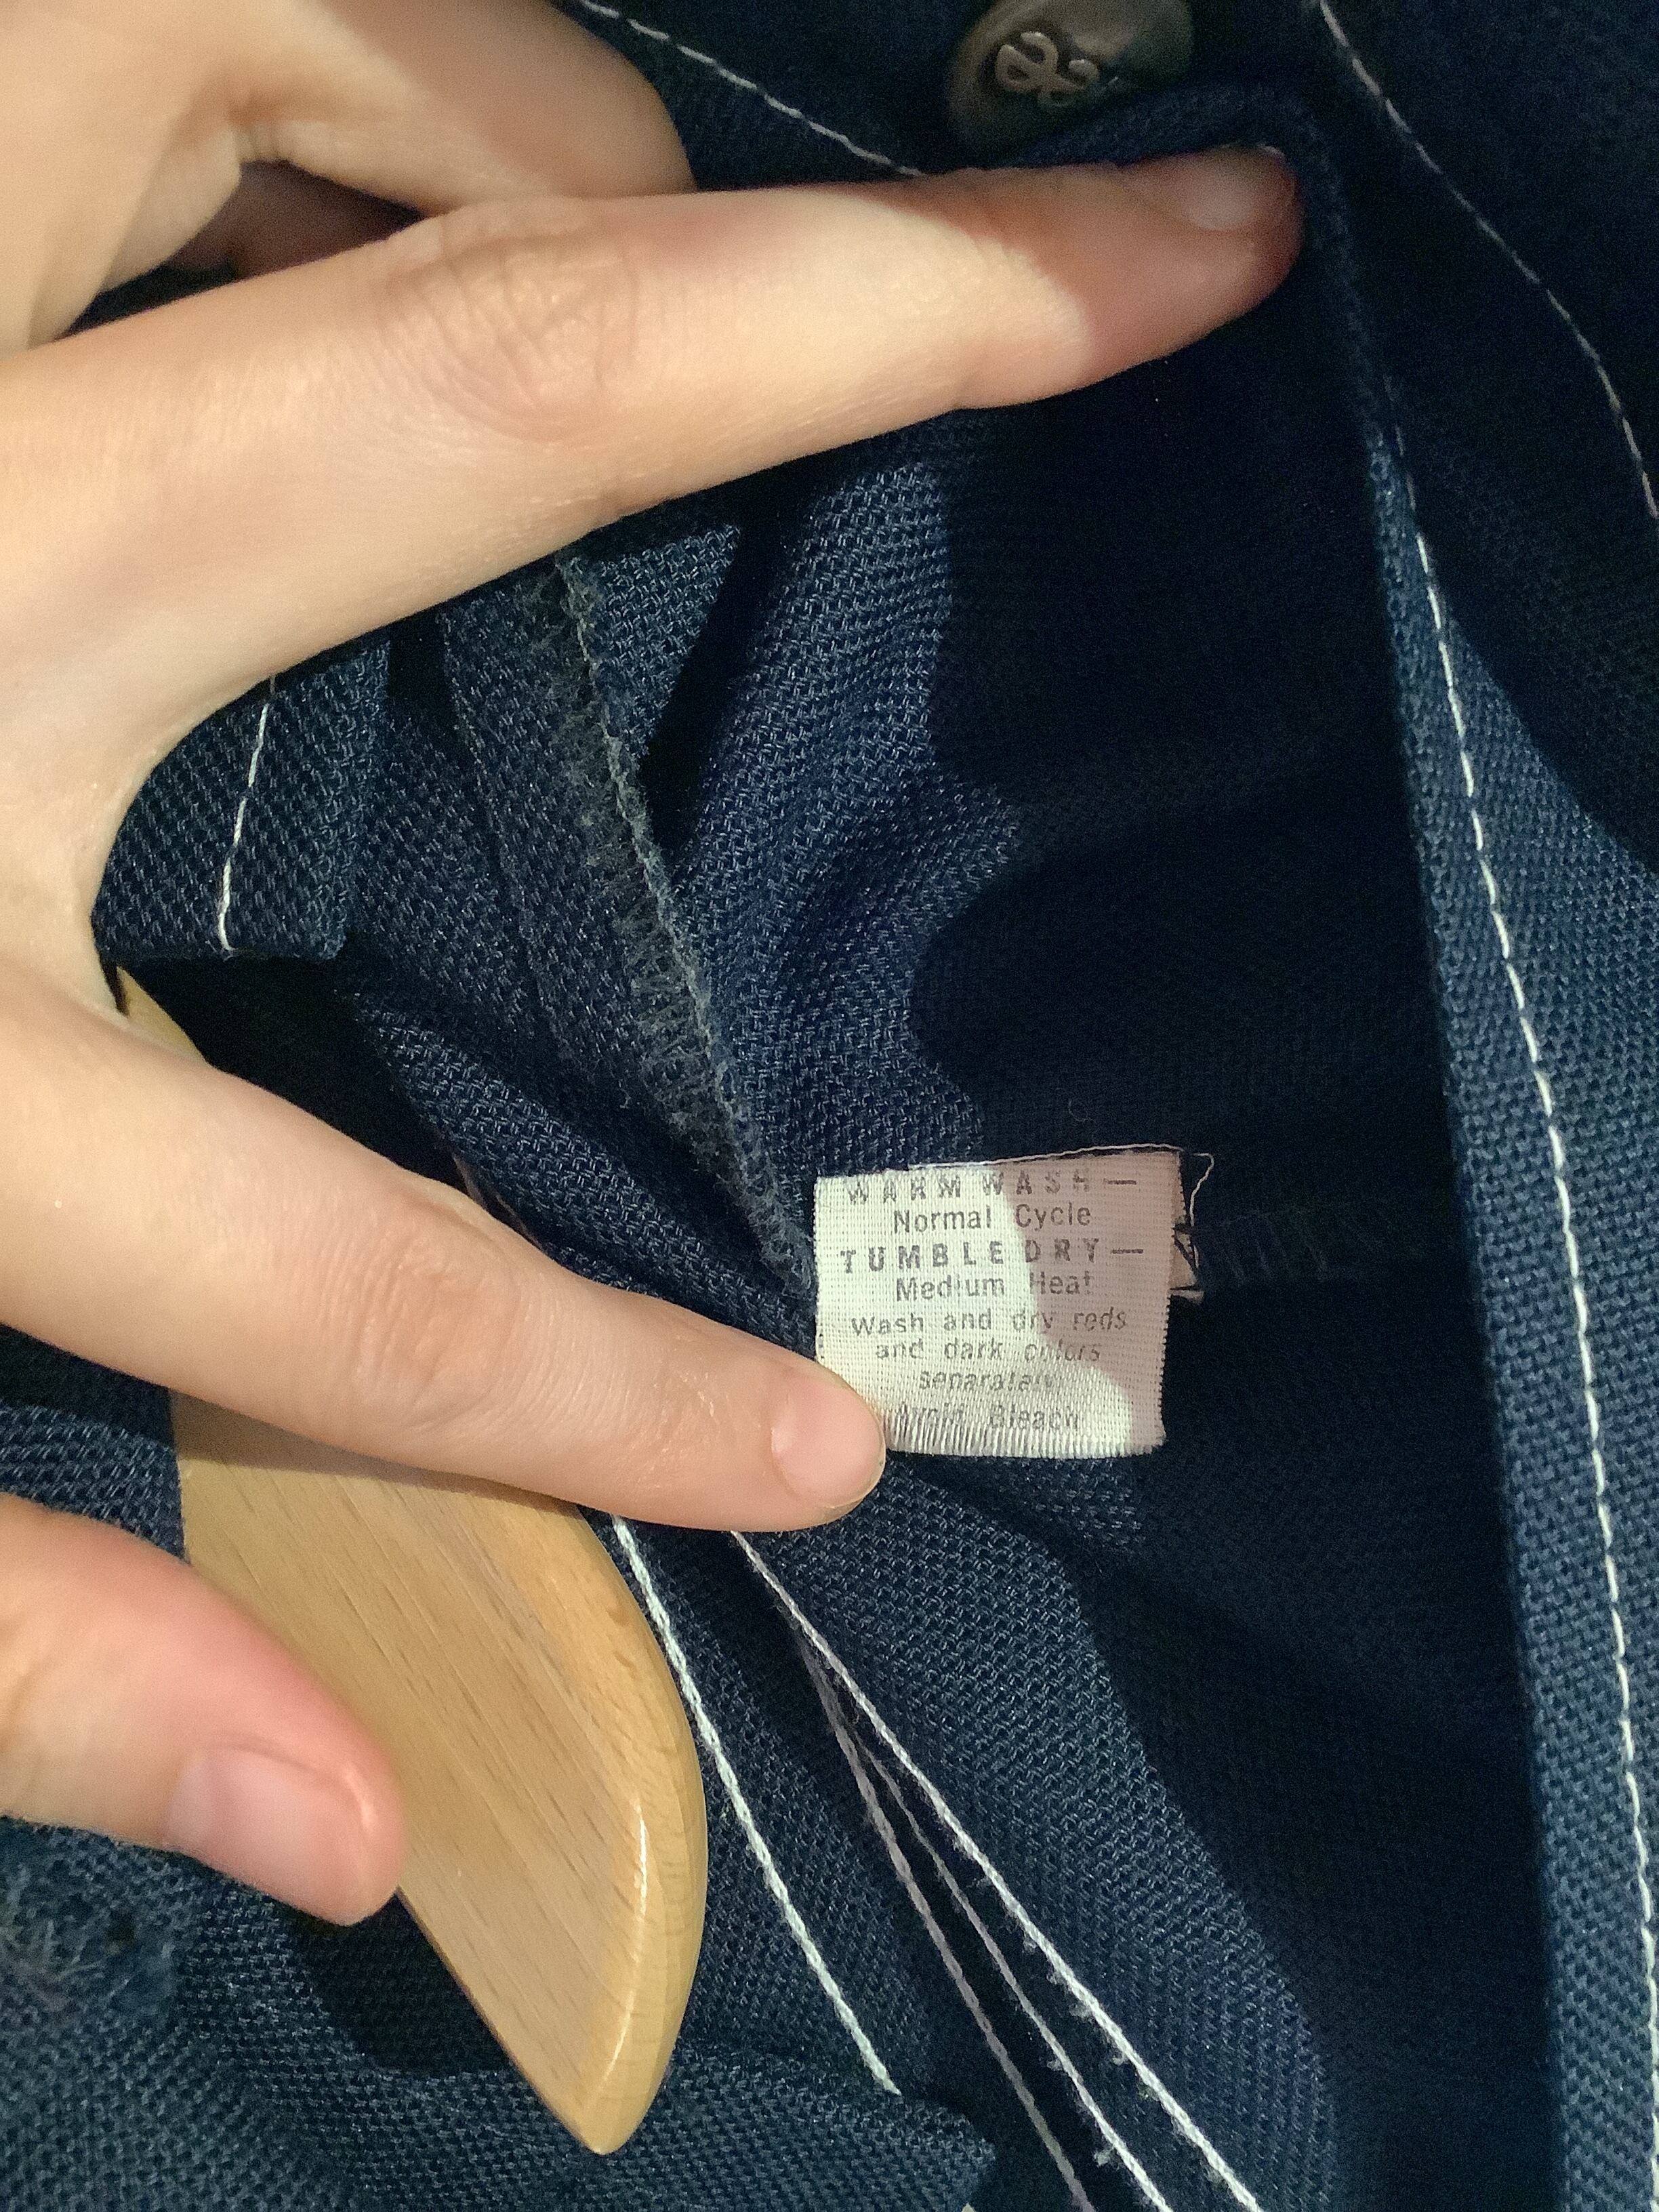 WARM WASH—
Normal Cycle
TUMBLE DRY—
Medium Heat
Wash and dry reds
and dark colors
separately
Avoid Bleach